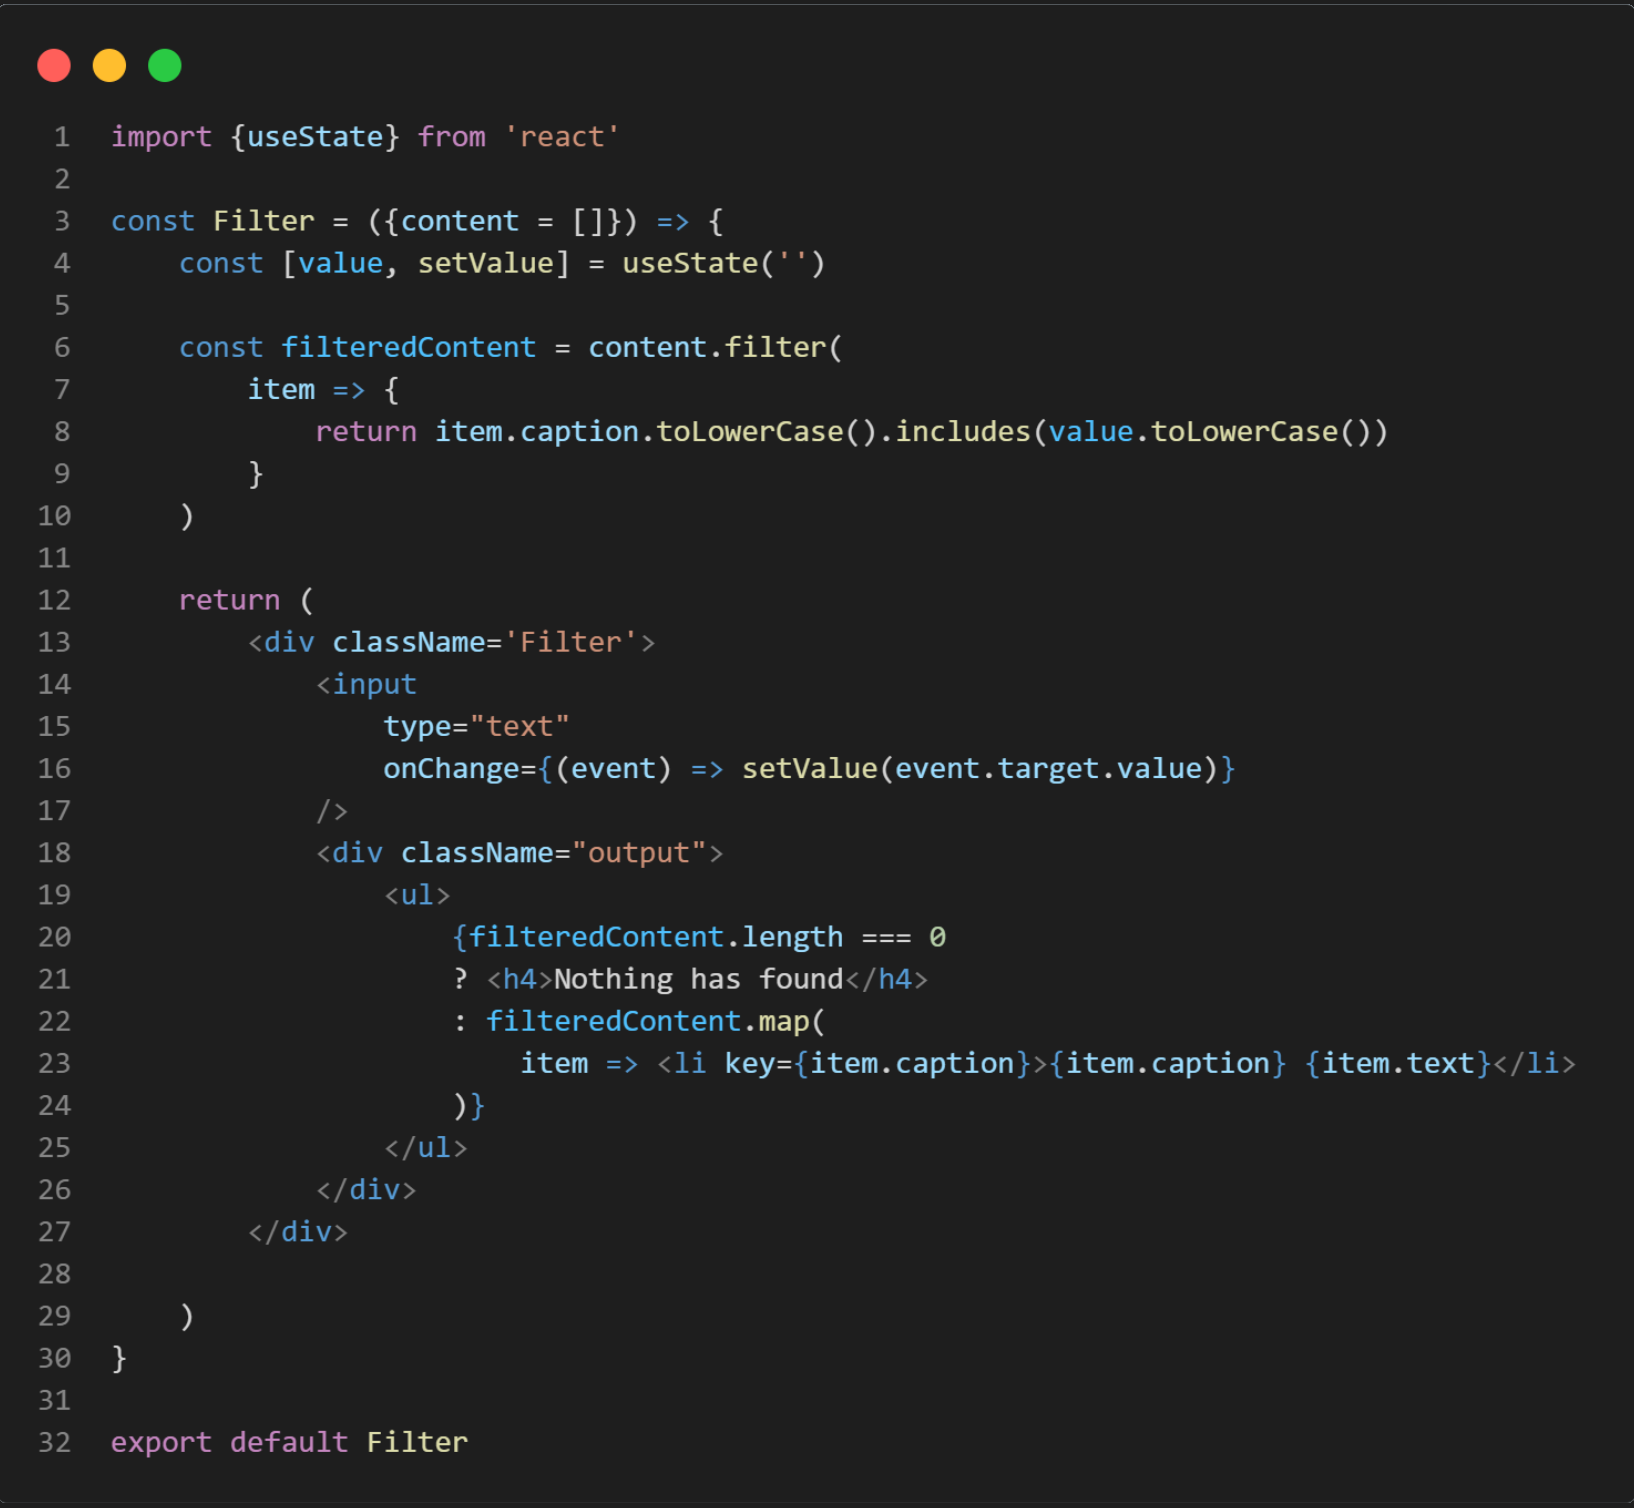 1 import {useState} from 'react'
2
3 const Filter = ({content = []}) => {
4     const [value, setValue] = useState('')
5
6     const filteredContent = content.filter(
7         item => {
8             return item.caption.toLowerCase().includes(value.toLowerCase())
9         }
10     )
11
12     return (
13         <div className='Filter'>
14             <input
15                 type="text"
16                 onChange={(event) => setValue(event.target.value)}
17             />
18             <div className="output">
19                 <ul>
20                     {filteredContent.length === 0
21                     ? <h4>Nothing has found</h4>
22                     : filteredContent.map(
23                         item => <li key={item.caption}>{item.caption} {item.text}</li>
24                     )}
25                 </ul>
26             </div>
27         </div>
28
29     )
30 }
31
32 export default Filter